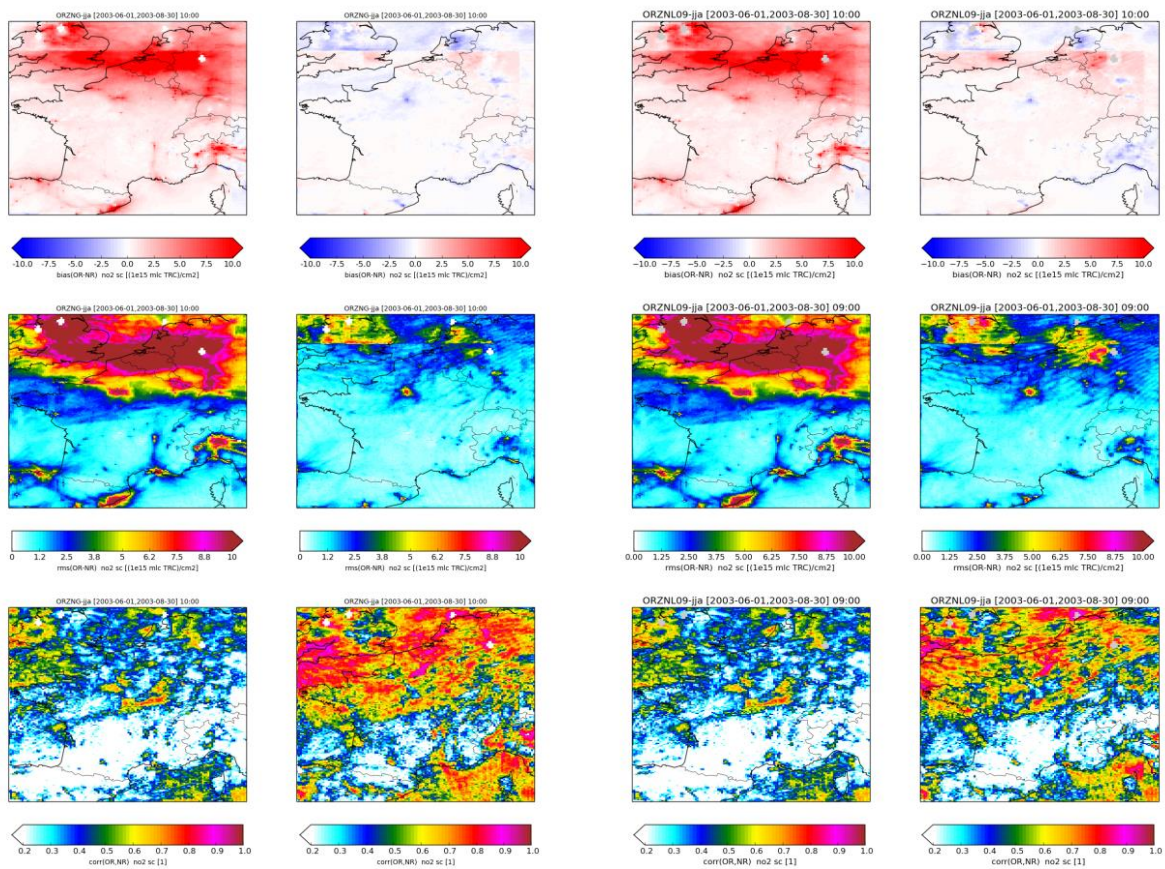 ORZNG-jja [2003-06-01,2003-08-30] 10:00
ORZNG-jja [2003-06-01,2003-08-30] 10:00
ORZNL09-jja [2003-06-01,2003-08-30] 10:00
ORZNL09-jja [2003-06-01,2003-08-30] 10:00
-10.0 -7.5 -5.0 -2.5 0.0 2.5 5.0 7.5 10.0
bias(OR-NR) no2 sc [(1e15 mlc TRC)/cm2]
-10.0 -7.5 -5.0 -2.5 0.0 2.5 5.0 7.5 10.0
bias(OR-NR) no2 sc [(1e15 mlc TRC)/cm2]
−10.0 −7.5 −5.0 −2.5 0.0 2.5 5.0 7.5 10.0
bias(OR-NR) no2 sc [(1e15 mlc TRC)/cm2]
−10.0 −7.5 −5.0 −2.5 0.0 2.5 5.0 7.5 10.0
bias(OR-NR) no2 sc [(1e15 mlc TRC)/cm2]
ORZNG-jja [2003-06-01,2003-08-30] 10:00
ORZNG-jja [2003-06-01,2003-08-30] 10:00
ORZNL09-jja [2003-06-01,2003-08-30] 09:00
ORZNL09-jja [2003-06-01,2003-08-30] 09:00
0 1.2 2.5 3.8 5 6.2 7.5 8.8 10
rms(OR-NR) no2 sc [(1e15 mlc TRC)/cm2]
0 1.2 2.5 3.8 5 6.2 7.5 8.8 10
rms(OR-NR) no2 sc [(1e15 mlc TRC)/cm2]
0.00 1.25 2.50 3.75 5.00 6.25 7.50 8.75 10.00
rms(OR-NR) no2 sc [(1e15 mlc TRC)/cm2]
0.00 1.25 2.50 3.75 5.00 6.25 7.50 8.75 10.00
rms(OR-NR) no2 sc [(1e15 mlc TRC)/cm2]
ORZNG-jja [2003-06-01,2003-08-30] 10:00
ORZNG-jja [2003-06-01,2003-08-30] 10:00
ORZNL09-jja [2003-06-01,2003-08-30] 09:00
ORZNL09-jja [2003-06-01,2003-08-30] 09:00
0.2 0.3 0.4 0.5 0.6 0.7 0.8 0.9 1.0
corr(OR,NR) no2 sc [1]
0.2 0.3 0.4 0.5 0.6 0.7 0.8 0.9 1.0
corr(OR,NR) no2 sc [1]
0.2 0.3 0.4 0.5 0.6 0.7 0.8 0.9 1.0
corr(OR,NR) no2 sc [1]
0.2 0.3 0.4 0.5 0.6 0.7 0.8 0.9 1.0
corr(OR,NR) no2 sc [1]